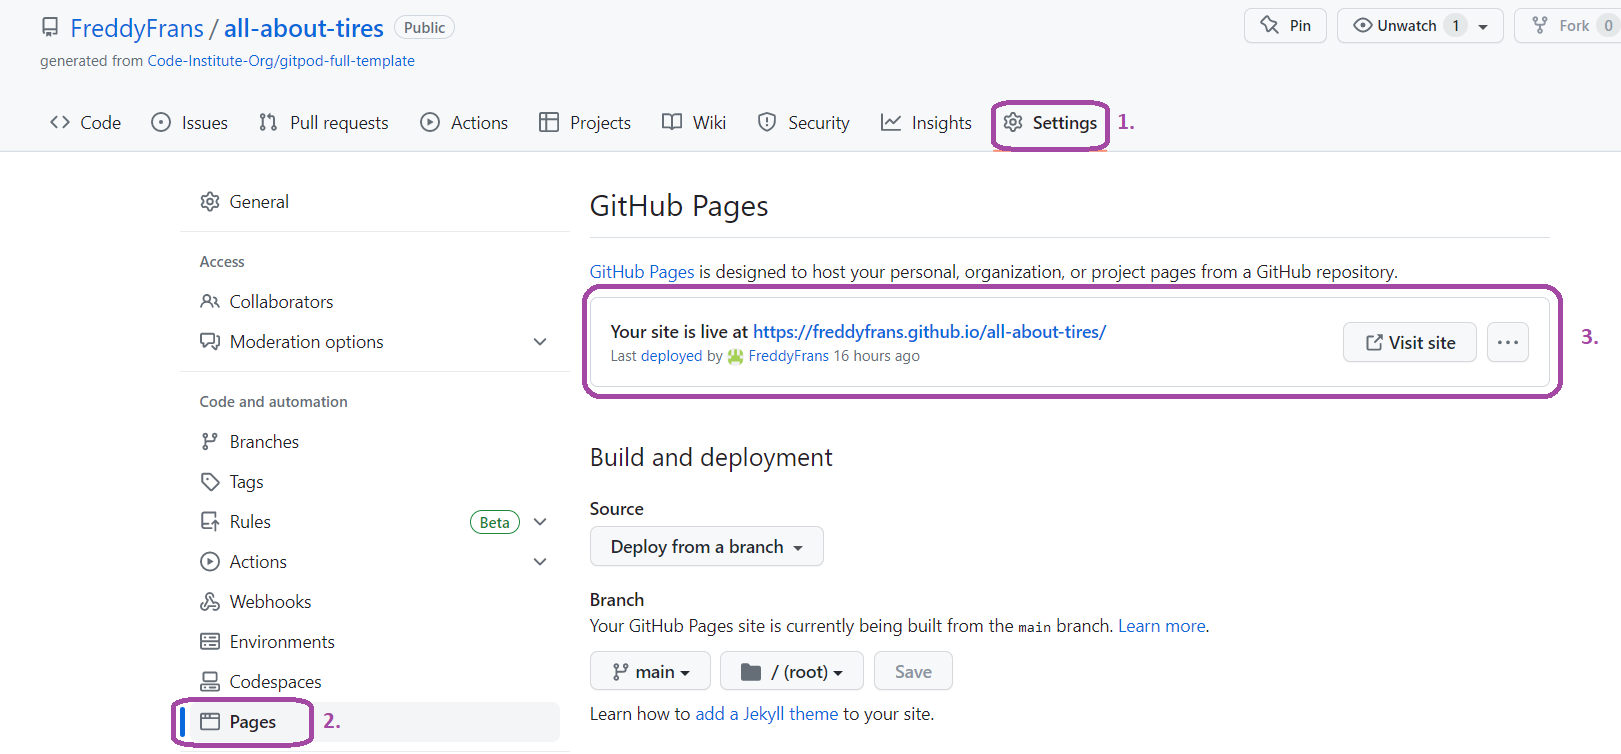 FreddyFrans / all-about-tires Public
Pin
Unwatch 1
Fork 0
generated from Code-Institute-Org/gitpod-full-template
Code Issues Pull requests Actions Projects Wiki Security Insights Settings 1.
General
Access
Collaborators
Moderation options
Code and automation
Branches
Tags
Rules Beta
Actions
Webhooks
Environments
Codespaces
Pages 2.
GitHub Pages
GitHub Pages is designed to host your personal, organization, or project pages from a GitHub repository.
Your site is live at https://freddyfrans.github.io/all-about-tires/
Last deployed by FreddyFrans 16 hours ago
Visit site
3.
Build and deployment
Source
Deploy from a branch
Branch
Your GitHub Pages site is currently being built from the main branch. Learn more.
main / (root) Save
Learn how to add a Jekyll theme to your site.